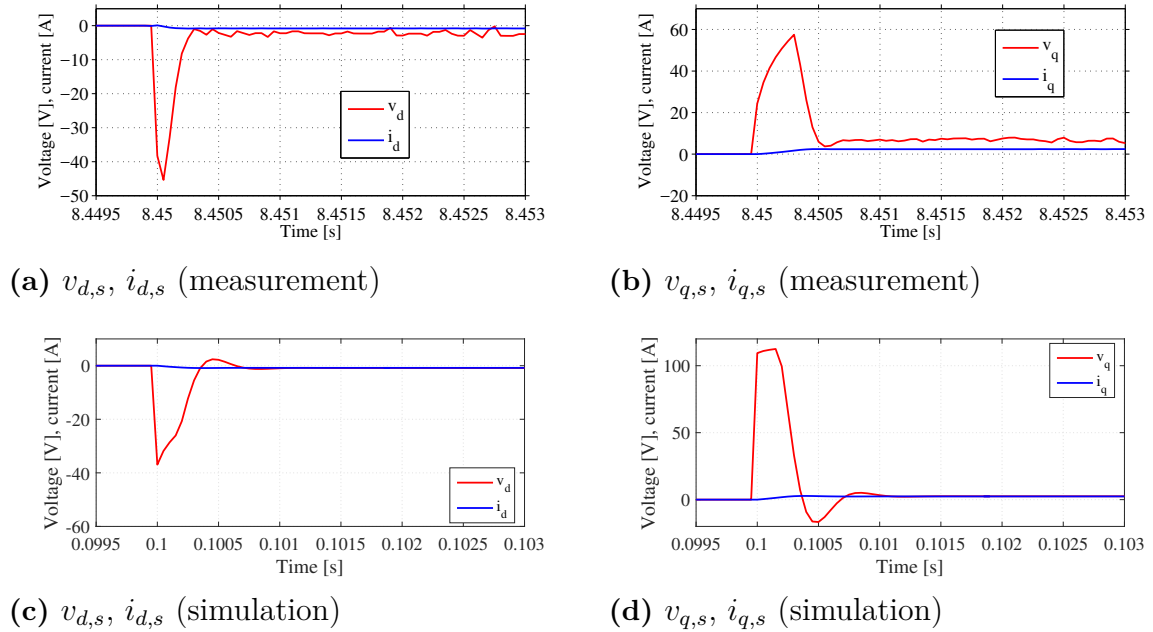 Voltage [V], current [A]
0
−10
−20
−30
−40
−50
v_d
i_d
8.4495 8.45 8.4505 8.451 8.4515 8.452 8.4525 8.453
Time [s]
(a) v_{d,s}, i_{d,s} (measurement)
Voltage [V], current [A]
60
40
20
0
−20
v_q
i_q
8.4495 8.45 8.4505 8.451 8.4515 8.452 8.4525 8.453
Time [s]
(b) v_{q,s}, i_{q,s} (measurement)
Voltage [V], current [A]
0
-20
-40
-60
v_d
i_d
0.0995 0.1 0.1005 0.101 0.1015 0.102 0.1025 0.103
Time [s]
(c) v_{d,s}, i_{d,s} (simulation)
Voltage [V], current [A]
100
50
0
v_q
i_q
0.0995 0.1 0.1005 0.101 0.1015 0.102 0.1025 0.103
Time [s]
(d) v_{q,s}, i_{q,s} (simulation)